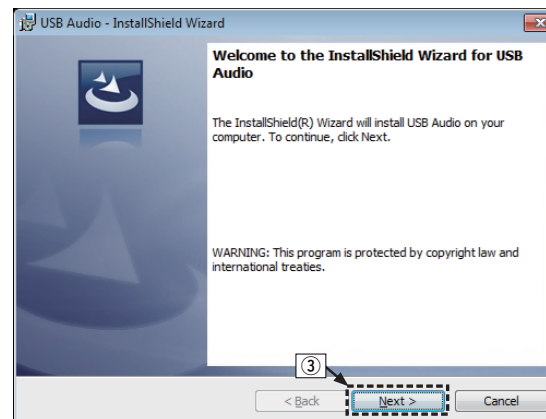 USB Audio - InstallShield Wizard
Welcome to the InstallShield Wizard for USB
Audio
The InstallShield(R) Wizard will install USB Audio on your
computer. To continue, click Next.
WARNING: This program is protected by copyright law and
international treaties.
③
< Back
Next >
Cancel